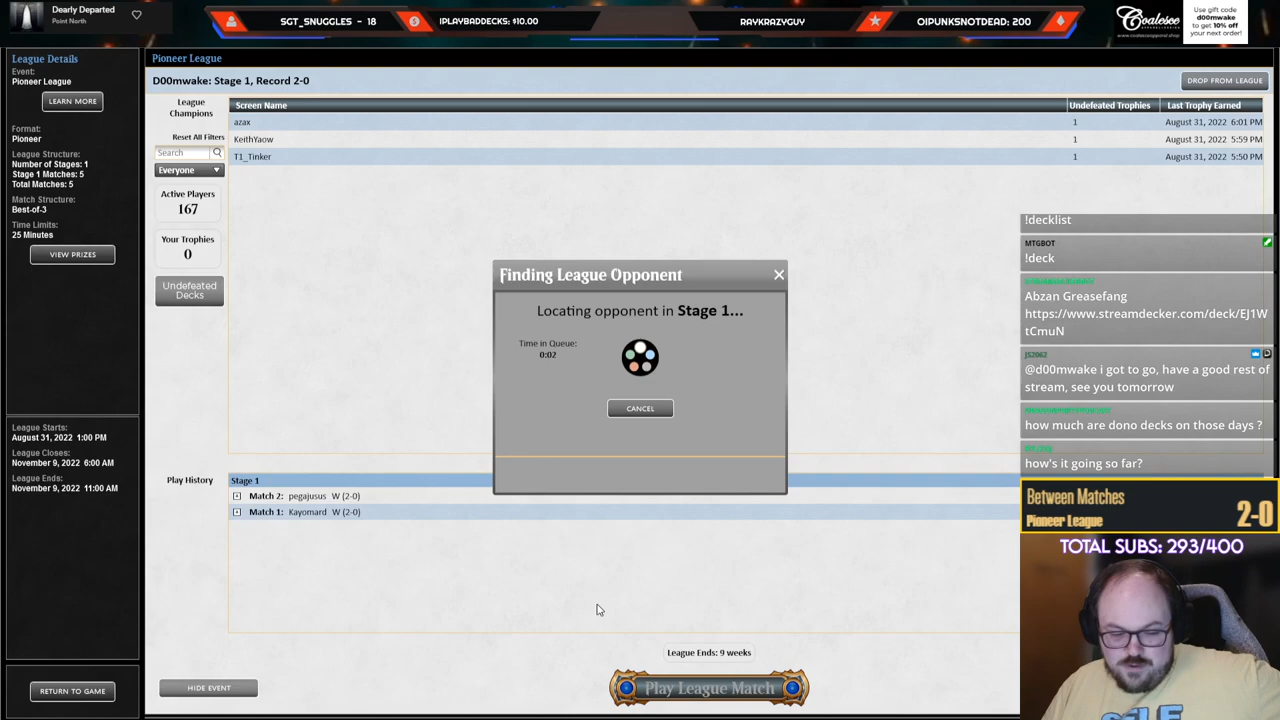 Dearly Departed
Point North
SGT_SNUGGLES - 18
IPLAYBADDECKS: $10.00
RAYKRAZYGUY
OIPUNKSNOTDEAD: 200
Coalesce
www.coalesceapparel.shop
Use gift code
d00mwake
to get 10% off
your next order!
League Details
Event:
Pioneer League
LEARN MORE
Format:
Pioneer
League Structure:
Number of Stages: 1
Stage 1 Matches: 5
Total Matches: 5
Match Structure:
Best-of-3
Time Limits:
25 Minutes
VIEW PRIZES
League Starts:
August 31, 2022 1:00 PM
League Closes:
November 9, 2022 6:00 AM
League Ends:
November 9, 2022 11:00 AM
RETURN TO GAME
Pioneer League
D00mwake: Stage 1, Record 2-0
DROP FROM LEAGUE
League
Champions
Reset All Filters
Search
Everyone
Active Players
167
Your Trophies
0
Undefeated
Decks
Screen Name Undefeated Trophies Last Trophy Earned
azax 1 August 31, 2022 6:01 PM
KeithYaow 1 August 31, 2022 5:59 PM
T1_Tinker 1 August 31, 2022 5:50 PM
Finding League Opponent
Locating opponent in Stage 1...
Time in Queue:
0:02
CANCEL
Play History
Stage 1
Match 2: pegajusus W (2-0)
Match 1: Kayomard W (2-0)
League Ends: 9 weeks
HIDE EVENT
Play League Match
!decklist
MTGBOT
!deck
Abzan Greasefang
https://www.streamdecker.com/deck/EJ1W
tCmuN
JS2062
@d00mwake i got to go, have a good rest of
stream, see you tomorrow
how much are dono decks on those days ?
how's it going so far?
Between Matches
Pioneer League
2-0
TOTAL SUBS: 293/400